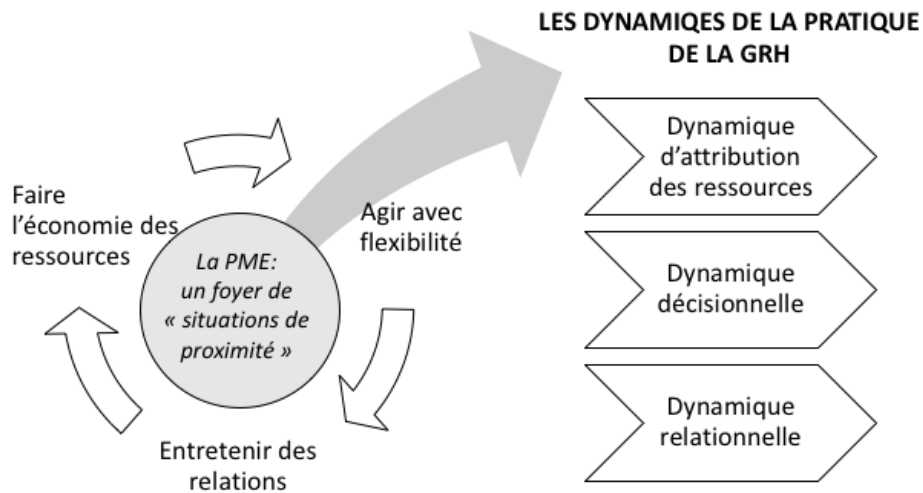 LES DYNAMIQES DE LA PRATIQUE
DE LA GRH
Faire
l'économie des
ressources
Agir avec
flexibilité
La PME:
un foyer de
« situations de
proximité »
Entretenir des
relations
Dynamique
d'attribution
des ressources
Dynamique
décisionnelle
Dynamique
relationnelle